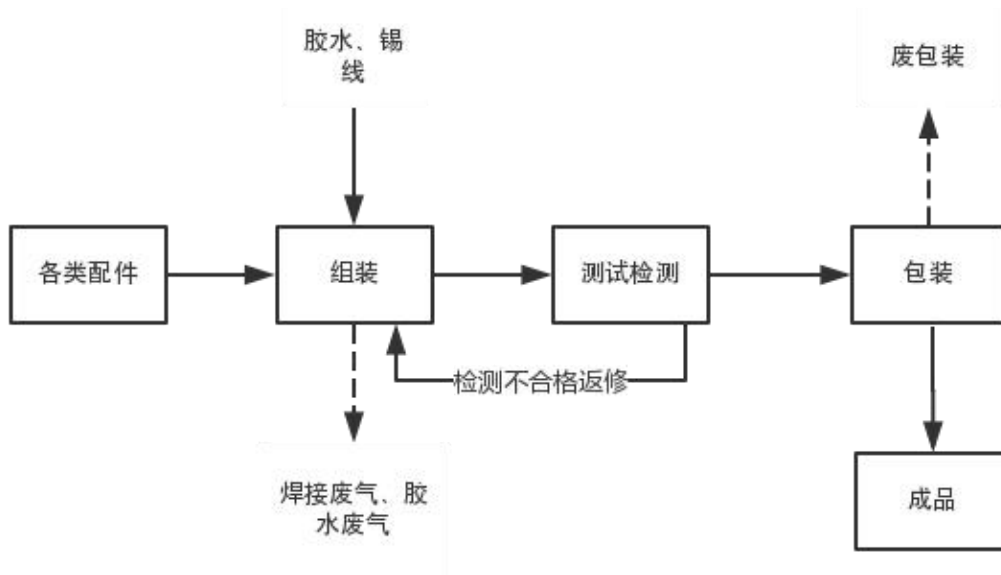 胶水、锡
线
废包装
各类配件
组装
测试检测
包装
检测不合格返修
焊接废气、胶
水废气
成品